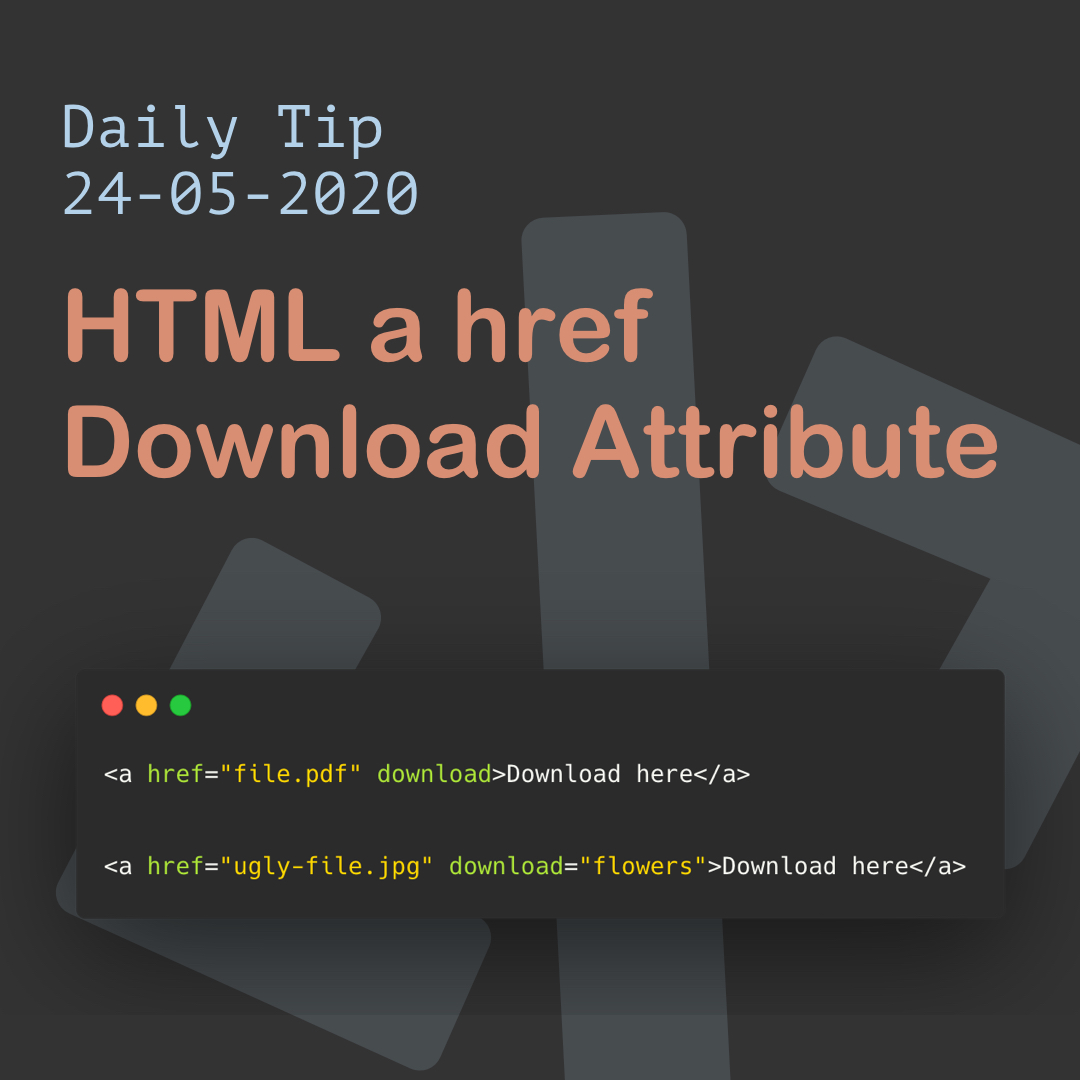 Daily Tip
24-05-2020
HTML a href
Download Attribute
<a href="file.pdf" download>Download here</a>
<a href="ugly-file.jpg" download="flowers">Download here</a>